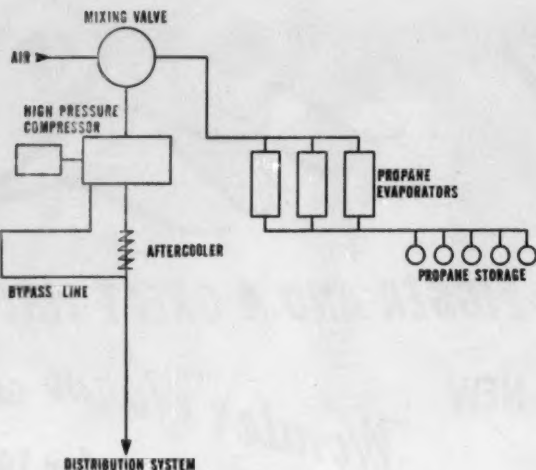 MIXING VALVE
AIR
HIGH PRESSURE
COMPRESSOR
PROPANE
EVAPORATORS
AFTERCOOLER
PROPANE STORAGE
BYPASS LINE
DISTRIBUTION SYSTEM